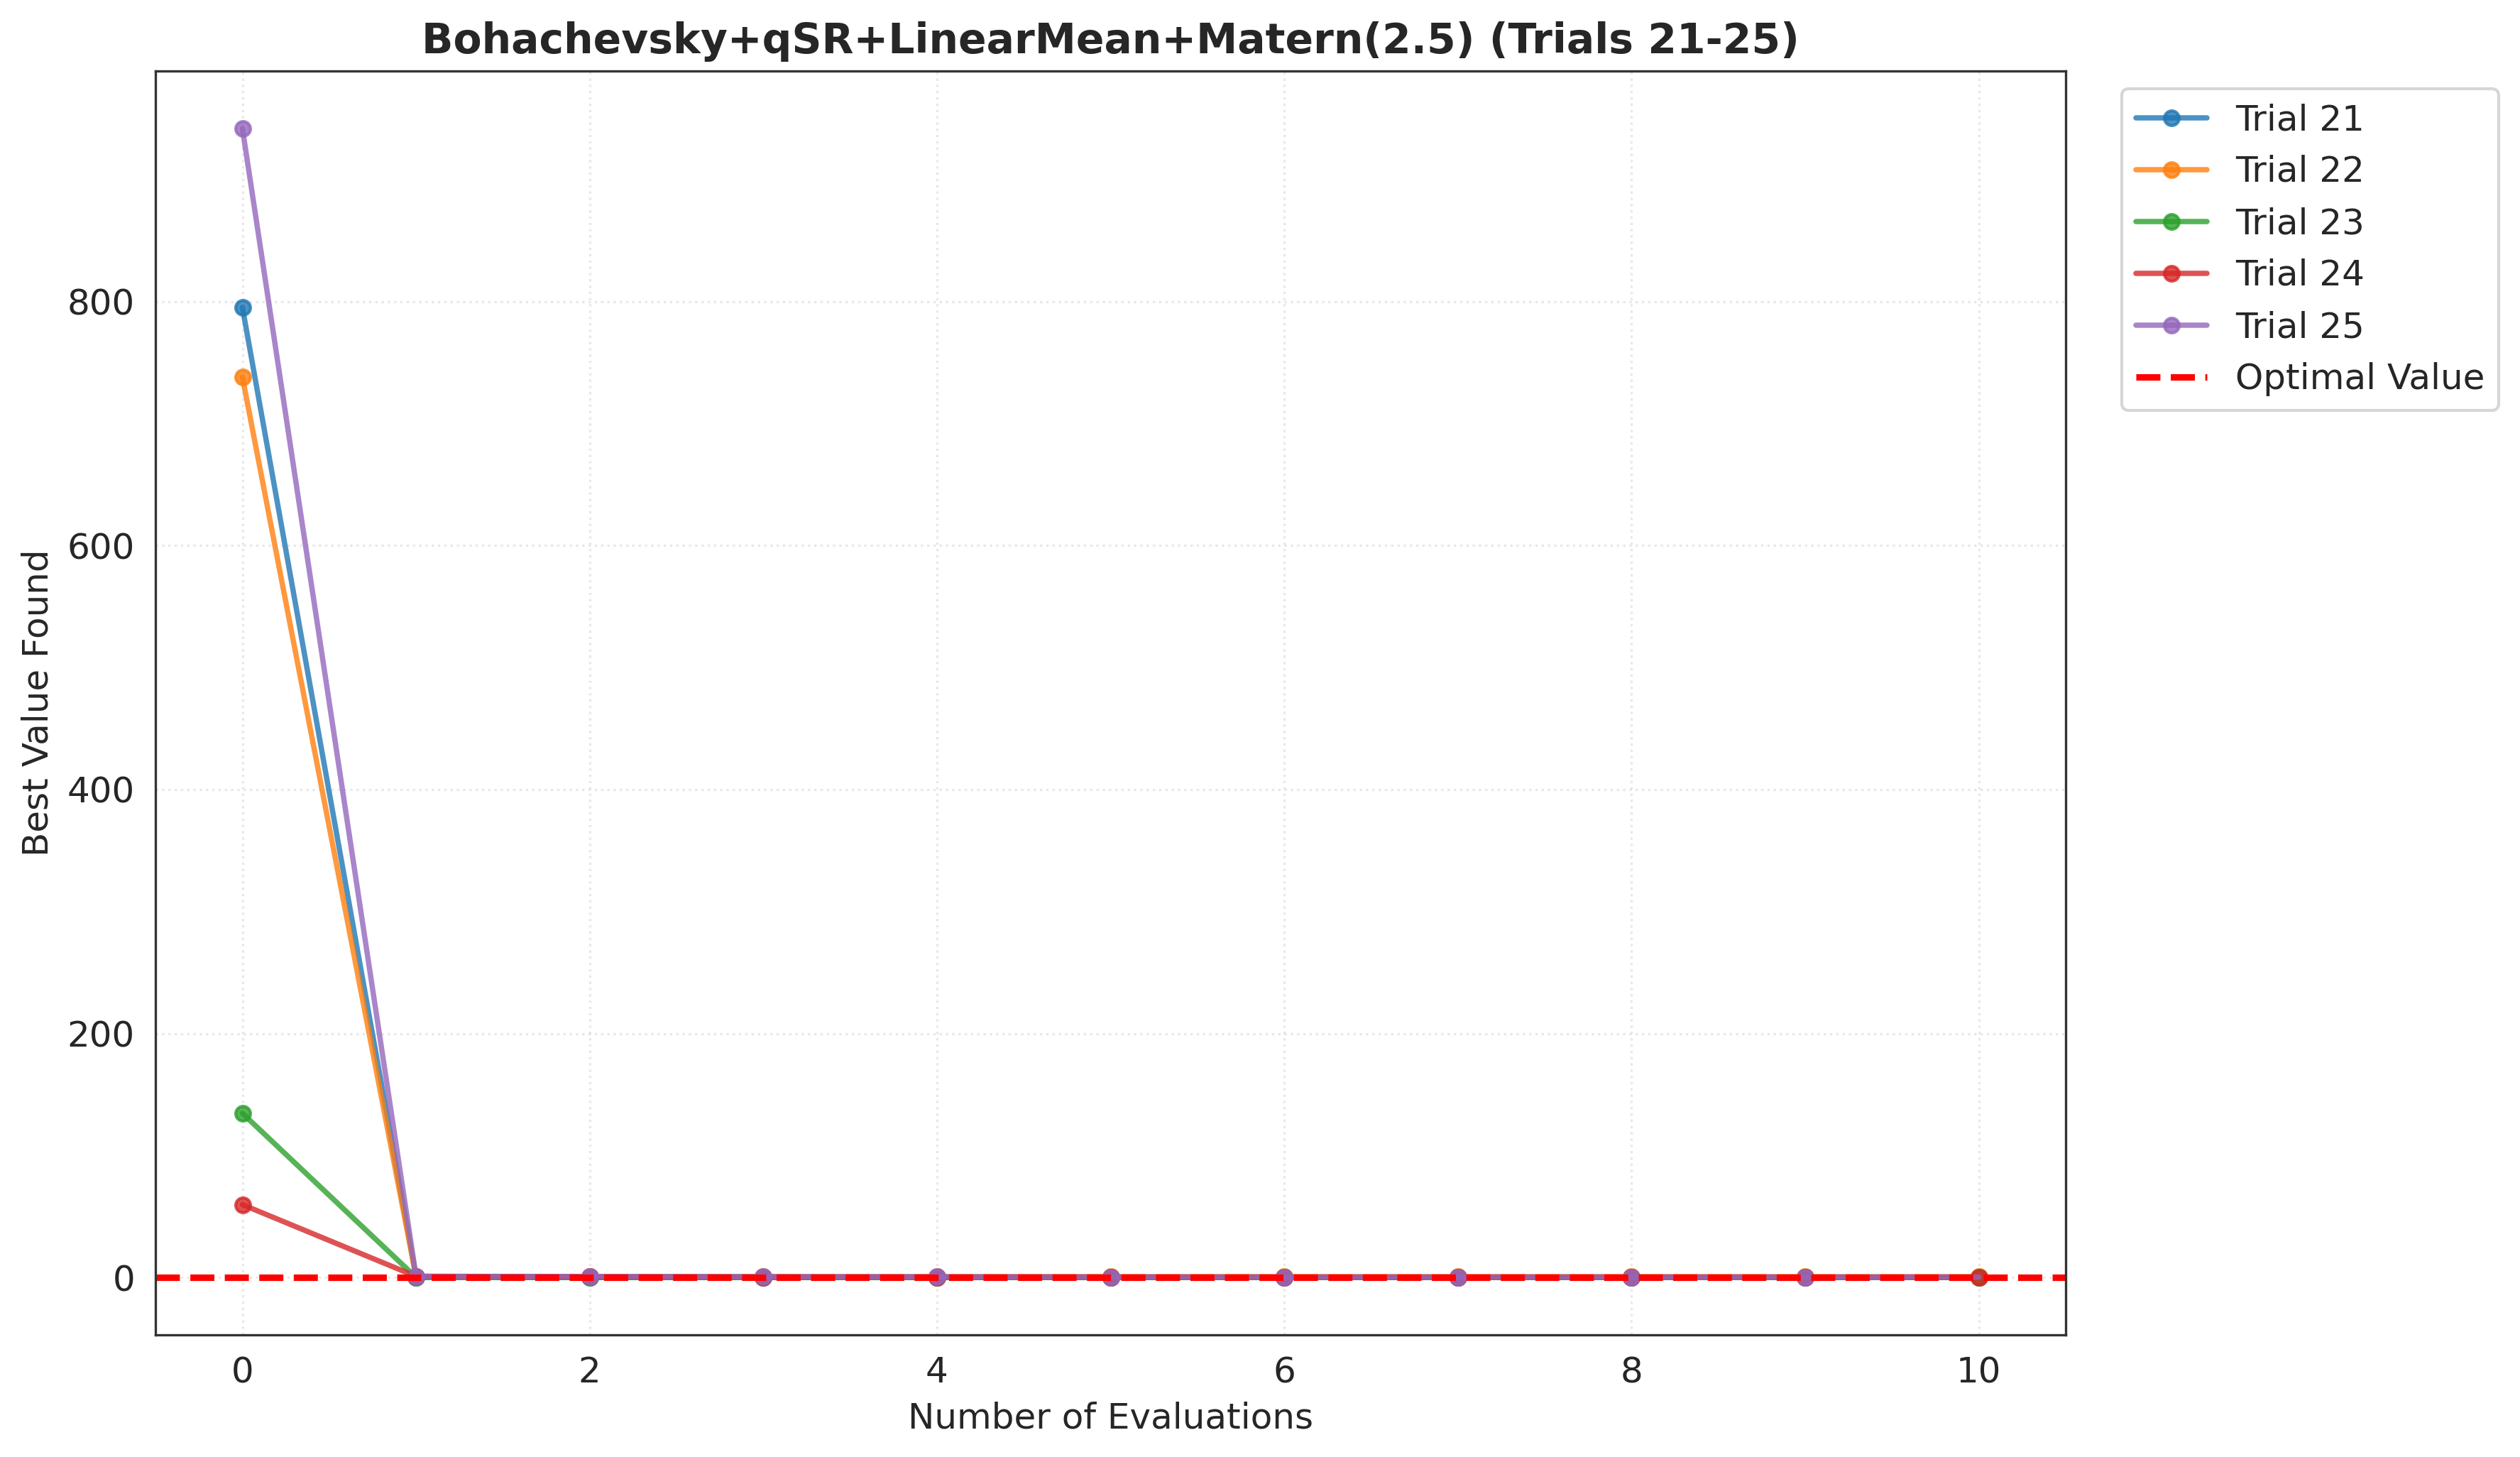 Bohachevsky+qSR+LinearMean+Matern(2.5) (Trials 21-25)
Best Value Found
800
600
400
200
0
0 2 4 6 8 10
Number of Evaluations
Trial 21
Trial 22
Trial 23
Trial 24
Trial 25
Optimal Value